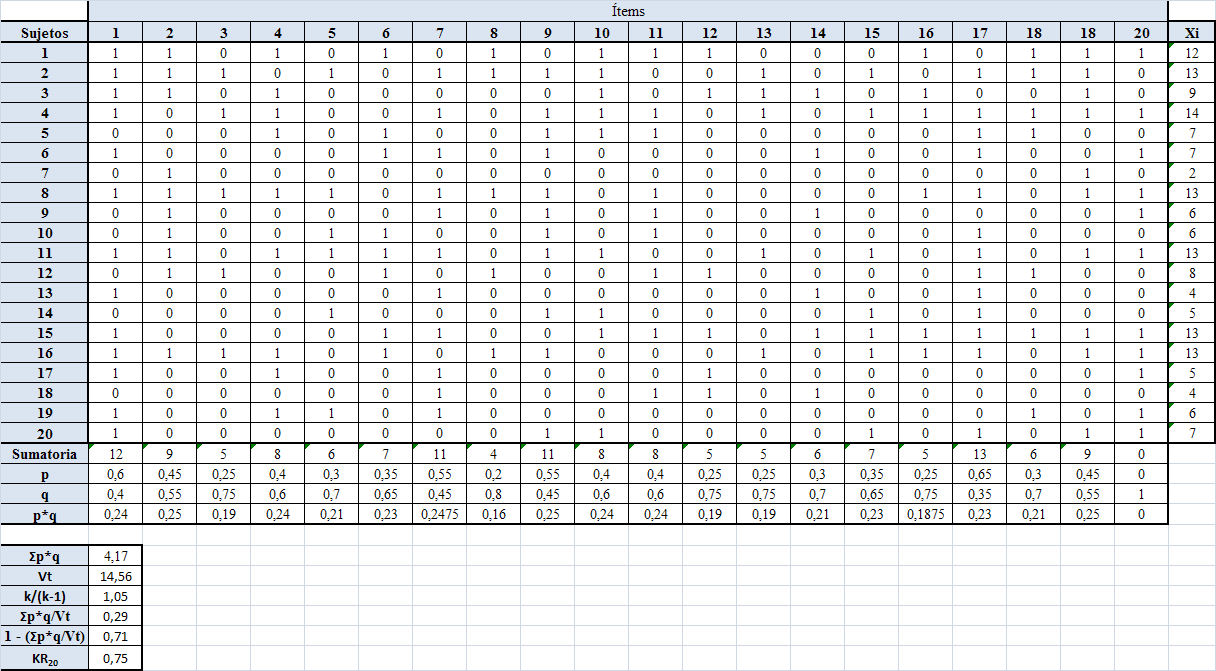 Ítems
Sujetos 1 2 3 4 5 6 7 8 9 10 11 12 13 14 15 16 17 18 18 20 Xi
1 1 1 0 1 0 1 0 1 0 1 1 1 0 0 0 1 0 1 1 1 12
2 1 1 1 0 1 0 1 1 1 1 0 0 1 0 1 0 1 1 1 0 13
3 1 1 0 1 0 0 0 0 0 1 0 1 1 1 0 1 0 0 1 0 9
4 1 0 1 1 0 0 1 0 1 1 1 0 1 0 1 1 1 1 1 1 14
5 0 0 0 1 0 1 0 0 1 1 1 0 0 0 0 0 1 1 0 0 7
6 1 0 0 0 0 1 1 0 1 0 0 0 0 1 0 0 1 0 0 1 7
7 0 1 0 0 0 0 0 0 0 0 0 0 0 0 0 0 0 0 1 0 2
8 1 1 1 1 1 0 1 1 1 0 1 0 0 0 0 1 1 0 1 1 13
9 0 1 0 0 0 0 1 0 1 0 1 0 0 1 0 0 0 0 0 1 6
10 0 1 0 0 1 1 0 0 1 0 1 0 0 0 0 0 1 0 0 0 6
11 1 1 0 1 1 1 1 0 1 1 0 0 1 0 1 0 1 0 1 1 13
12 0 1 1 0 0 1 0 1 0 0 1 1 0 0 0 0 1 1 0 0 8
13 1 0 0 0 0 0 1 0 0 0 0 0 0 1 0 0 1 0 0 0 4
14 0 0 0 0 1 0 0 0 1 1 0 0 0 0 1 0 1 0 0 0 5
15 1 0 0 0 0 1 1 0 0 1 1 1 0 1 1 1 1 1 1 1 13
16 1 1 1 1 0 1 0 1 1 0 0 0 1 0 1 1 1 0 1 1 13
17 1 0 0 1 0 0 1 0 0 0 0 1 0 0 0 0 0 0 0 1 5
18 0 0 0 0 0 0 1 0 0 0 1 1 0 1 0 0 0 0 0 0 4
19 1 0 0 1 1 0 1 0 0 0 0 0 0 0 0 0 0 1 0 1 6
20 1 0 0 0 0 0 0 0 1 1 0 0 0 0 1 0 1 0 1 1 7
Sumatoria 12 9 5 8 6 7 11 4 11 8 8 5 5 6 7 5 13 6 9 0
p 0,6 0,45 0,25 0,4 0,3 0,35 0,55 0,2 0,55 0,4 0,4 0,25 0,25 0,3 0,35 0,25 0,65 0,3 0,45 0
q 0,4 0,55 0,75 0,6 0,7 0,65 0,45 0,8 0,45 0,6 0,6 0,75 0,75 0,7 0,65 0,75 0,35 0,7 0,55 1
p*q 0,24 0,25 0,19 0,24 0,21 0,23 0,2475 0,16 0,25 0,24 0,24 0,19 0,19 0,21 0,23 0,1875 0,23 0,21 0,25 0
Σp*q 4,17
Vt 14,56
k/(k-1) 1,05
Σp*q/Vt 0,29
1 - (Σp*q/Vt) 0,71
KR20 0,75